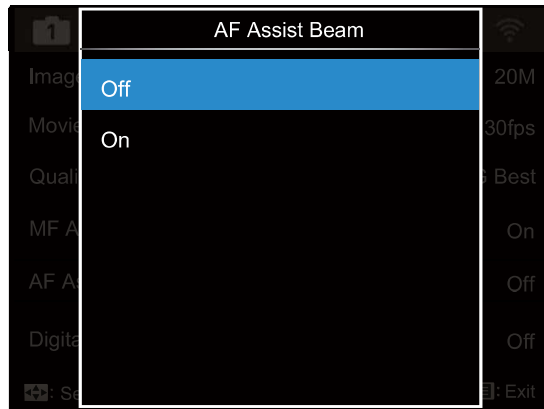 1
AF Assist Beam
Off
On
Image
20M
Movie
30fps
Quali
Best
MF A
On
AF As
Off
Digita
Off
: Se
: Exit